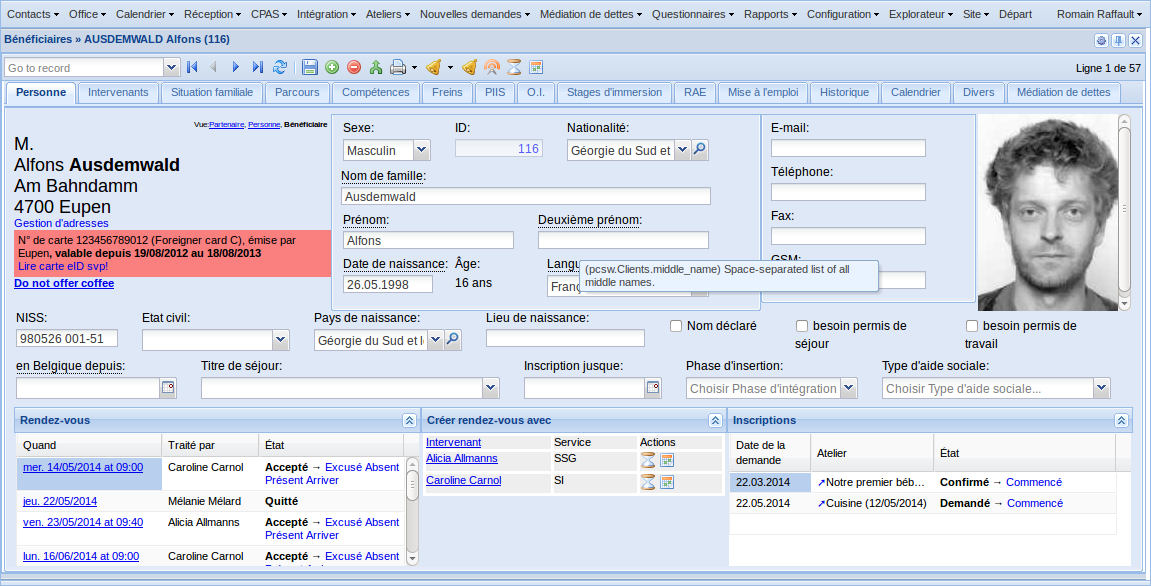 Contacts Office Calendrier Réception CPAS Intégration Ateliers Nouvelles demandes Médiation de dettes Questionnaires Rapports Configuration Explorateur Site Départ Romain Raffault
Bénéficiaires » AUSDEMWALD Alfons (116)
Go to record Ligne 1 de 57
Personne Intervenants Situation familiale Parcours Compétences Freins PIIS O.I. Stages d'immersion RAE Mise à l'emploi Historique Calendrier Divers Médiation de dettes
Vue:Partenaire, Personne, Bénéficiaire
M.
Alfons Ausdemwald
Am Bahndamm
4700 Eupen
Gestion d'adresses
N° de carte 123456789012 (Foreigner card C), émise par
Eupen, valable depuis 19/08/2012 au 18/08/2013
Lire carte eID svp!
Do not offer coffee
Sexe: ID: Nationalité:
Masculin 116 Géorgie du Sud et
Nom de famille:
Ausdemwald
Prénom: Deuxième prénom:
Alfons
Date de naissance: Âge: Langu
26.05.1998 16 ans Franç
(pcsw.Clients.middle_name) Space-separated list of all
middle names.
E-mail:
Téléphone:
Fax:
GSM:
NISS: Etat civil: Pays de naissance: Lieu de naissance:
980526 001-51 Géorgie du Sud et l
Nom déclaré
besoin permis de
séjour
besoin permis de
travail
en Belgique depuis: Titre de séjour: Inscription jusque: Phase d'insertion: Type d'aide sociale:
Choisir Phase d'intégration Choisir Type d'aide sociale...
Rendez-vous
Quand Traité par État
mer. 14/05/2014 at 09:00 Caroline Carnol Accepté → Excusé Absent
Présent Arriver
jeu. 22/05/2014 Mélanie Mélard Quitté
ven. 23/05/2014 at 09:40 Alicia Allmanns Accepté → Excusé Absent
Présent Arriver
lun. 16/06/2014 at 09:00 Caroline Carnol Accepté → Excusé Absent
Créer rendez-vous avec
Intervenant Service Actions
Alicia Allmanns SSG
Caroline Carnol SI
Inscriptions
Date de la
demande Atelier État
22.03.2014 ➚Notre premier béb… Confirmé → Commencé
22.05.2014 ➚Cuisine (12/05/2014) Demandé → Commencé